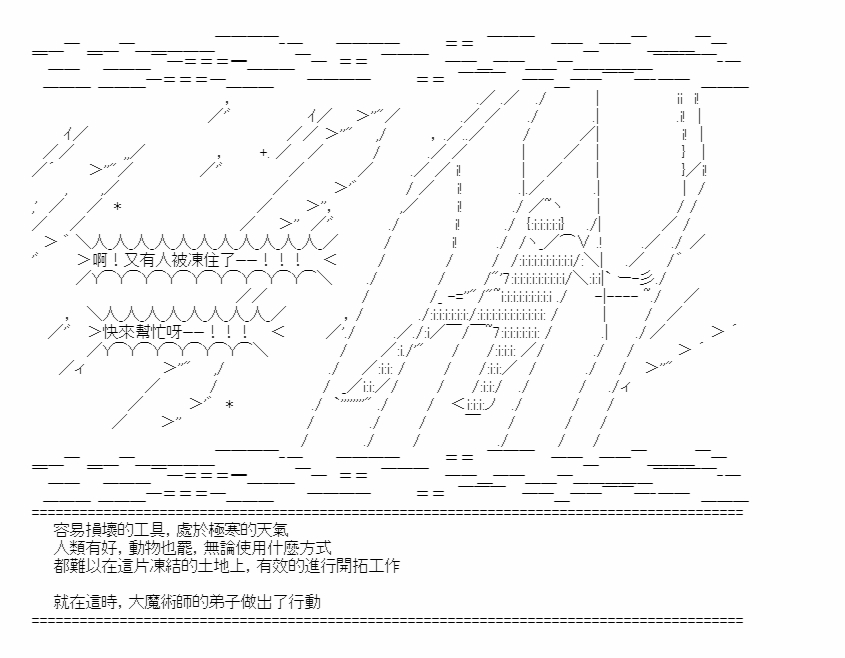 啊！又有人被凍住了——！！！
快來幫忙呀——！！！
容易損壞的工具, 處於極寒的天氣
人類有好, 動物也罷, 無論使用什麼方式
都難以在這片凍結的土地上, 有效的進行開拓工作
就在這時, 大魔術師的弟子做出了行動